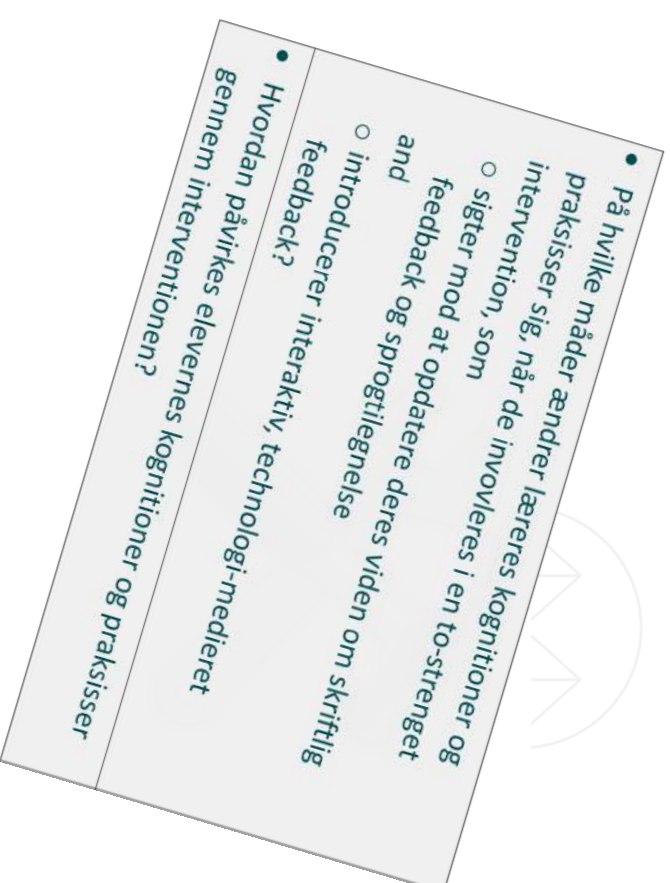 • På hvilke måder ændrer læreres kognitioner og
praksisser sig, når de invovleres i en to-strenget
intervention, som
○ sigter mod at opdatere deres viden om skriftlig
feedback og sprogtilegnelse
and
○ introducerer interaktiv, technologi-medieret
feedback?
• Hvordan påvirkes elevernes kognitioner og praksisser
gennem interventionen?